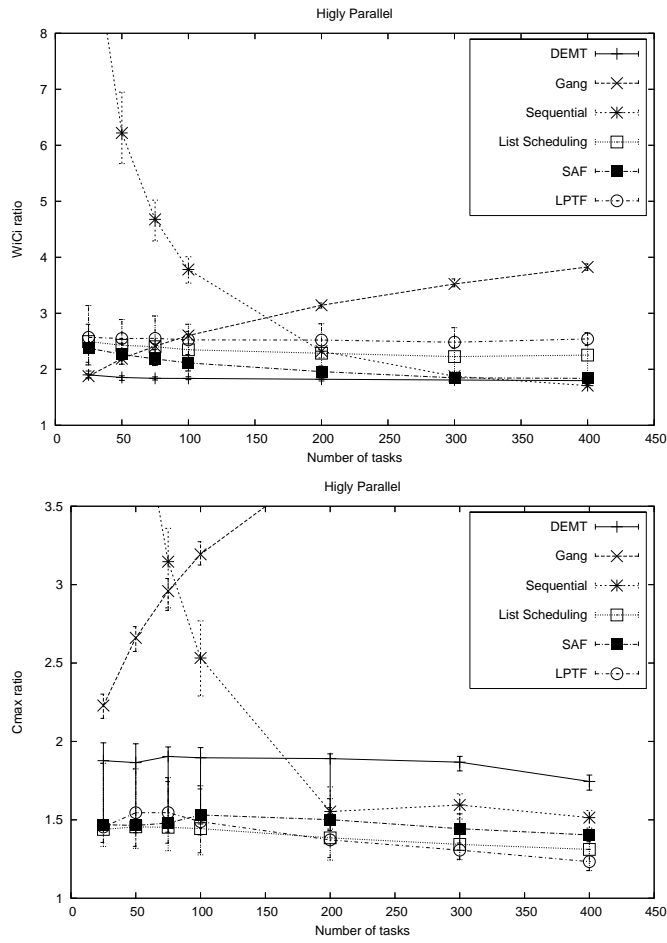 Higly Parallel
8
7
6
5
4
3
2
1
WiCi ratio
DEMT
Gang
Sequential
List Scheduling
SAF
LPTF
0 50 100 150 200 250 300 350 400 450
Number of tasks
Higly Parallel
3.5
3
2.5
2
1.5
1
Cmax ratio
DEMT
Gang
Sequential
List Scheduling
SAF
LPTF
0 50 100 150 200 250 300 350 400 450
Number of tasks